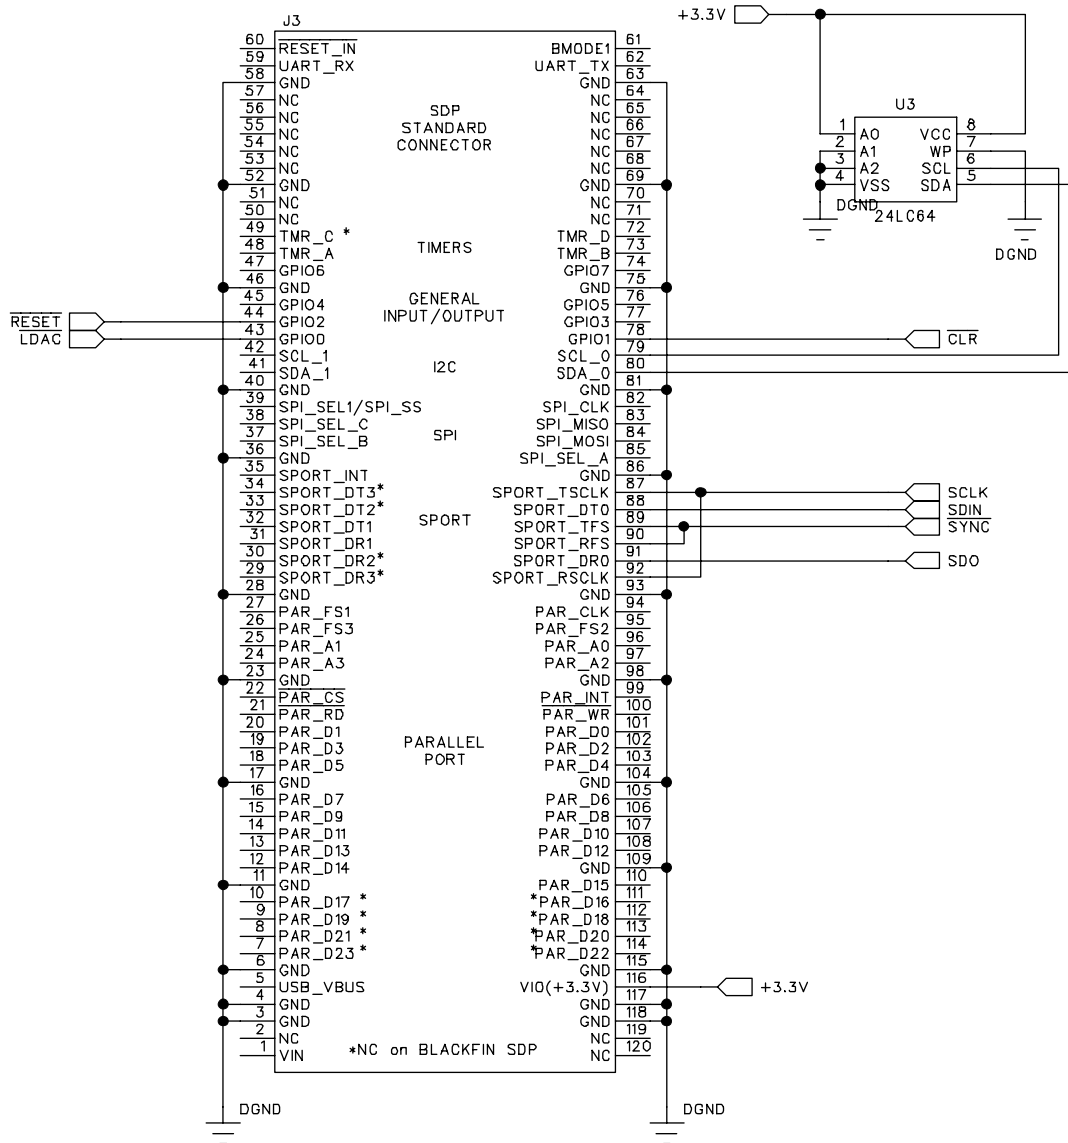 J3
60 RESET_IN BMODE1 61
59 UART_RX UART_TX 62
58 GND GND 63
57 NC NC 64
56 NC NC 65
55 NC NC 66
54 NC NC 67
53 NC NC 68
52 GND GND 69
51 NC NC 70
50 NC NC 71
49 TMR_C * TMR_D 72
48 TMR_A TMR_B 73
47 GPIO6 GPIO7 74
46 GND GND 75
45 GPIO4 GPIO5 76
44 GPIO2 GPIO3 77
43 GPIO0 GPIO1 78
42 SCL_1 SCL_0 79
41 SDA_1 SDA_0 80
40 GND GND 81
39 SPI_SEL1/SPI_SS SPI_CLK 82
38 SPI_SEL_C SPI_MISO 83
37 SPI_SEL_B SPI_MOSI 84
36 GND SPI_SEL_A 85
35 SPORT_INT GND 86
34 SPORT_DT3* SPORT_TSCLK 87
33 SPORT_DT2* SPORT_DT0 88
32 SPORT_DT1 SPORT_TFS 89
31 SPORT_DR1 SPORT_RFS 90
30 SPORT_DR2* SPORT_DR0 91
29 SPORT_DR3* SPORT_RSCLK 92
28 GND GND 93
27 PAR_FS1 PAR_CLK 94
26 PAR_FS3 PAR_FS2 95
25 PAR_A1 PAR_A0 96
24 PAR_A3 PAR_A2 97
23 GND GND 98
22 PAR_CS PAR_INT 99
21 PAR_RD PAR_WR 100
20 PAR_D1 PAR_D0 101
19 PAR_D3 PAR_D2 102
18 PAR_D5 PAR_D4 103
17 GND GND 104
16 PAR_D7 PAR_D6 105
15 PAR_D9 PAR_D8 106
14 PAR_D11 PAR_D10 107
13 PAR_D13 PAR_D12 108
12 PAR_D14 GND 109
11 GND PAR_D15 110
10 PAR_D17 * *PAR_D16 111
9 PAR_D19 * *PAR_D18 112
8 PAR_D21 * *PAR_D20 113
7 PAR_D23 * *PAR_D22 114
6 GND GND 115
5 USB_VBUS VIO(+3.3V) 116
4 GND GND 117
3 GND GND 118
2 NC NC 119
1 VIN NC 120
SDP
STANDARD
CONNECTOR
TIMERS
GENERAL
INPUT/OUTPUT
I2C
SPI
SPORT
PARALLEL
PORT
*NC on BLACKFIN SDP
RESET
LDAC
DGND
DGND
CLR
SCLK
SDIN
SYNC
SDO
+3.3V
+3.3V
U3
1 A0 VCC 8
2 A1 WP 7
3 A2 SCL 6
4 VSS SDA 5
24LC64
DGND
DGND